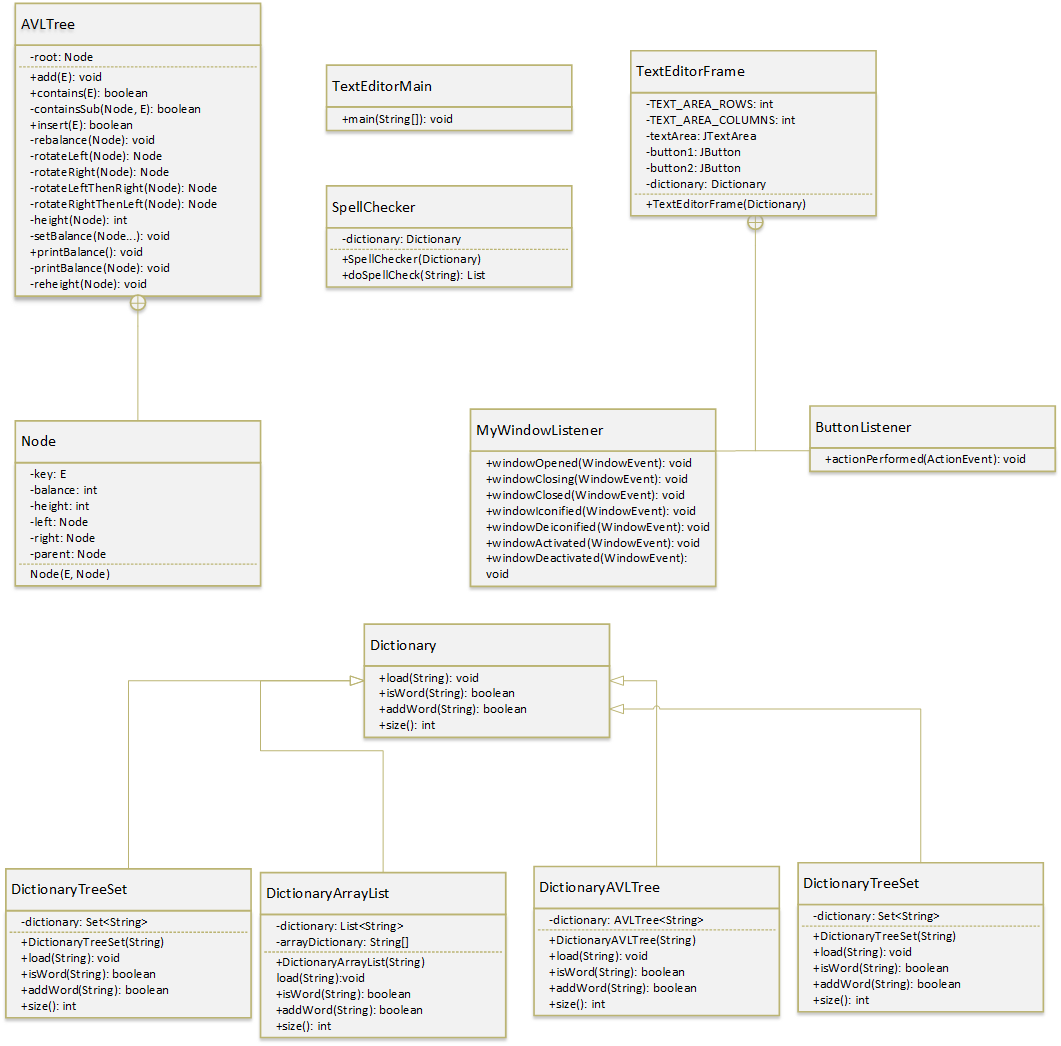 AVLTree
-root: Node
+add(E): void
+contains(E): boolean
-containsSub(Node, E): boolean
+insert(E): boolean
-rebalance(Node): void
-rotateLeft(Node): Node
-rotateRight(Node): Node
-rotateLeftThenRight(Node): Node
-rotateRightThenLeft(Node): Node
-height(Node): int
-setBalance(Node...): void
+printBalance(): void
-printBalance(Node): void
-reheight(Node): void
TextEditorMain
+main(String[]): void
SpellChecker
-dictionary: Dictionary
+SpellChecker(Dictionary)
+doSpellCheck(String): List
TextEditorFrame
-TEXT_AREA_ROWS: int
-TEXT_AREA_COLUMNS: int
-textArea: JTextArea
-button1: JButton
-button2: JButton
-dictionary: Dictionary
+TextEditorFrame(Dictionary)
Node
-key: E
-balance: int
-height: int
-left: Node
-right: Node
-parent: Node
Node(E, Node)
MyWindowListener
+windowOpened(WindowEvent): void
+windowClosing(WindowEvent): void
+windowClosed(WindowEvent): void
+windowIconified(WindowEvent): void
+windowDeiconified(WindowEvent): void
+windowActivated(WindowEvent): void
+windowDeactivated(WindowEvent):
void
ButtonListener
+actionPerformed(ActionEvent): void
Dictionary
+load(String): void
+isWord(String): boolean
+addWord(String): boolean
+size(): int
DictionaryTreeSet
-dictionary: Set<String>
+DictionaryTreeSet(String)
+load(String): void
+isWord(String): boolean
+addWord(String): boolean
+size(): int
DictionaryArrayList
-dictionary: List<String>
-arrayDictionary: String[]
+DictionaryArrayList(String)
load(String):void
+isWord(String): boolean
+addWord(String): boolean
+size(): int
DictionaryAVLTree
-dictionary: AVLTree<String>
+DictionaryAVLTree(String)
+load(String): void
+isWord(String): boolean
+addWord(String): boolean
+size(): int
DictionaryTreeSet
-dictionary: Set<String>
+DictionaryTreeSet(String)
+load(String): void
+isWord(String): boolean
+addWord(String): boolean
+size(): int